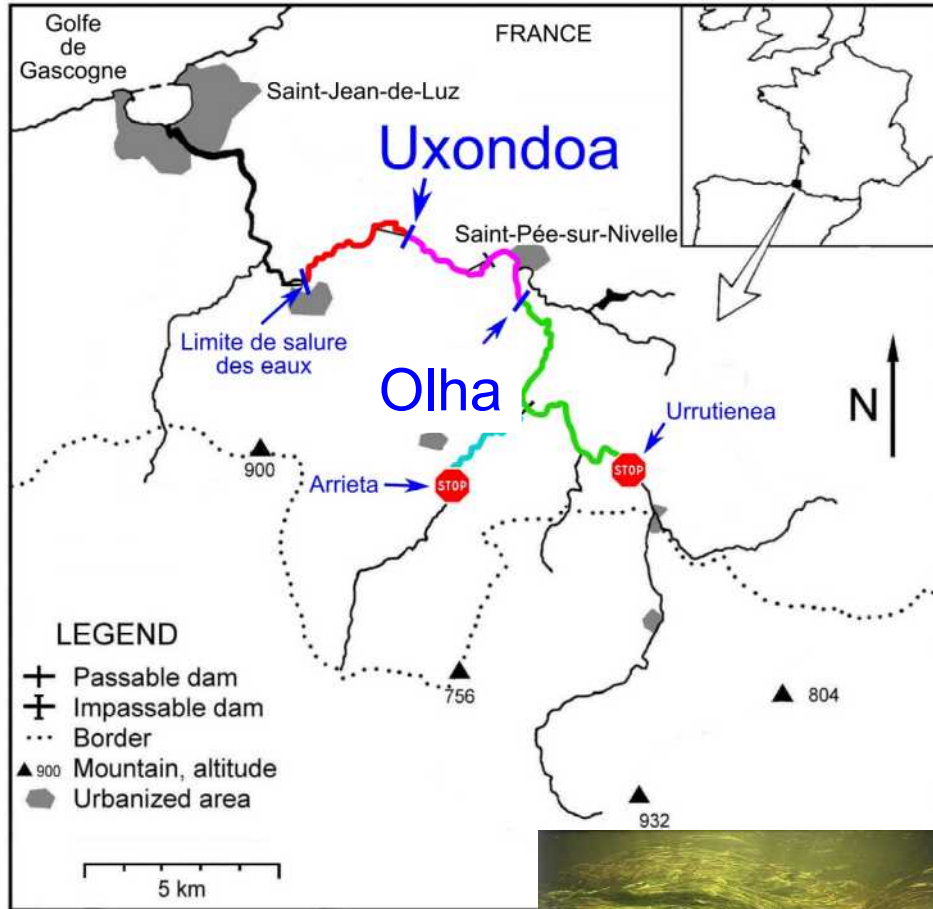 Golfe
de
Gascogne
FRANCE
Saint-Jean-de-Luz
Uxondoa
Saint-Pée-sur-Nivelle
Limite de salure
des eaux
Olha
N
Urrutienea
900
Arrieta
STOP
STOP
LEGEND
Passable dam
Impassable dam
Border
900 Mountain, altitude
Urbanized area
756
804
932
5 km